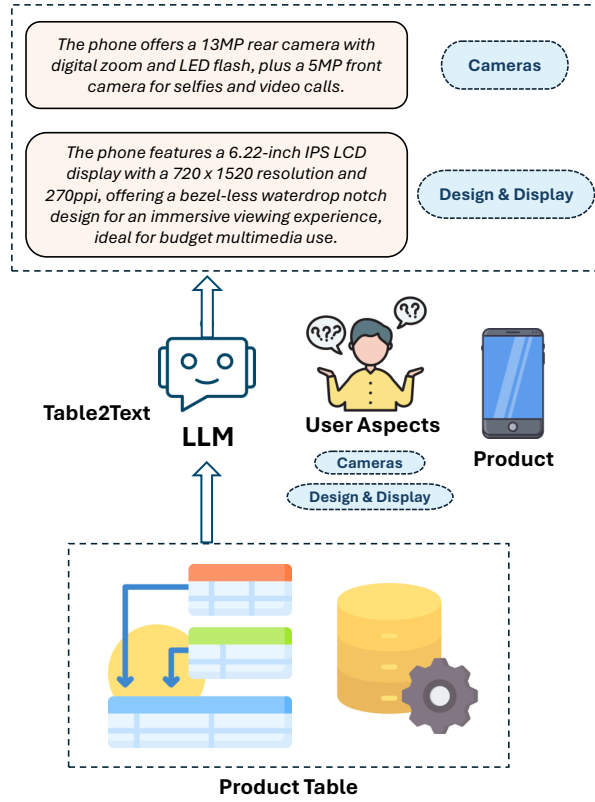 The phone offers a 13MP rear camera with
digital zoom and LED flash, plus a 5MP front
camera for selfies and video calls.
Cameras
The phone features a 6.22-inch IPS LCD
display with a 720 x 1520 resolution and
270ppi, offering a bezel-less waterdrop notch
design for an immersive viewing experience,
ideal for budget multimedia use.
Design & Display
???
??
Table2Text
LLM
User Aspects
Cameras
Design & Display
Product
Product Table